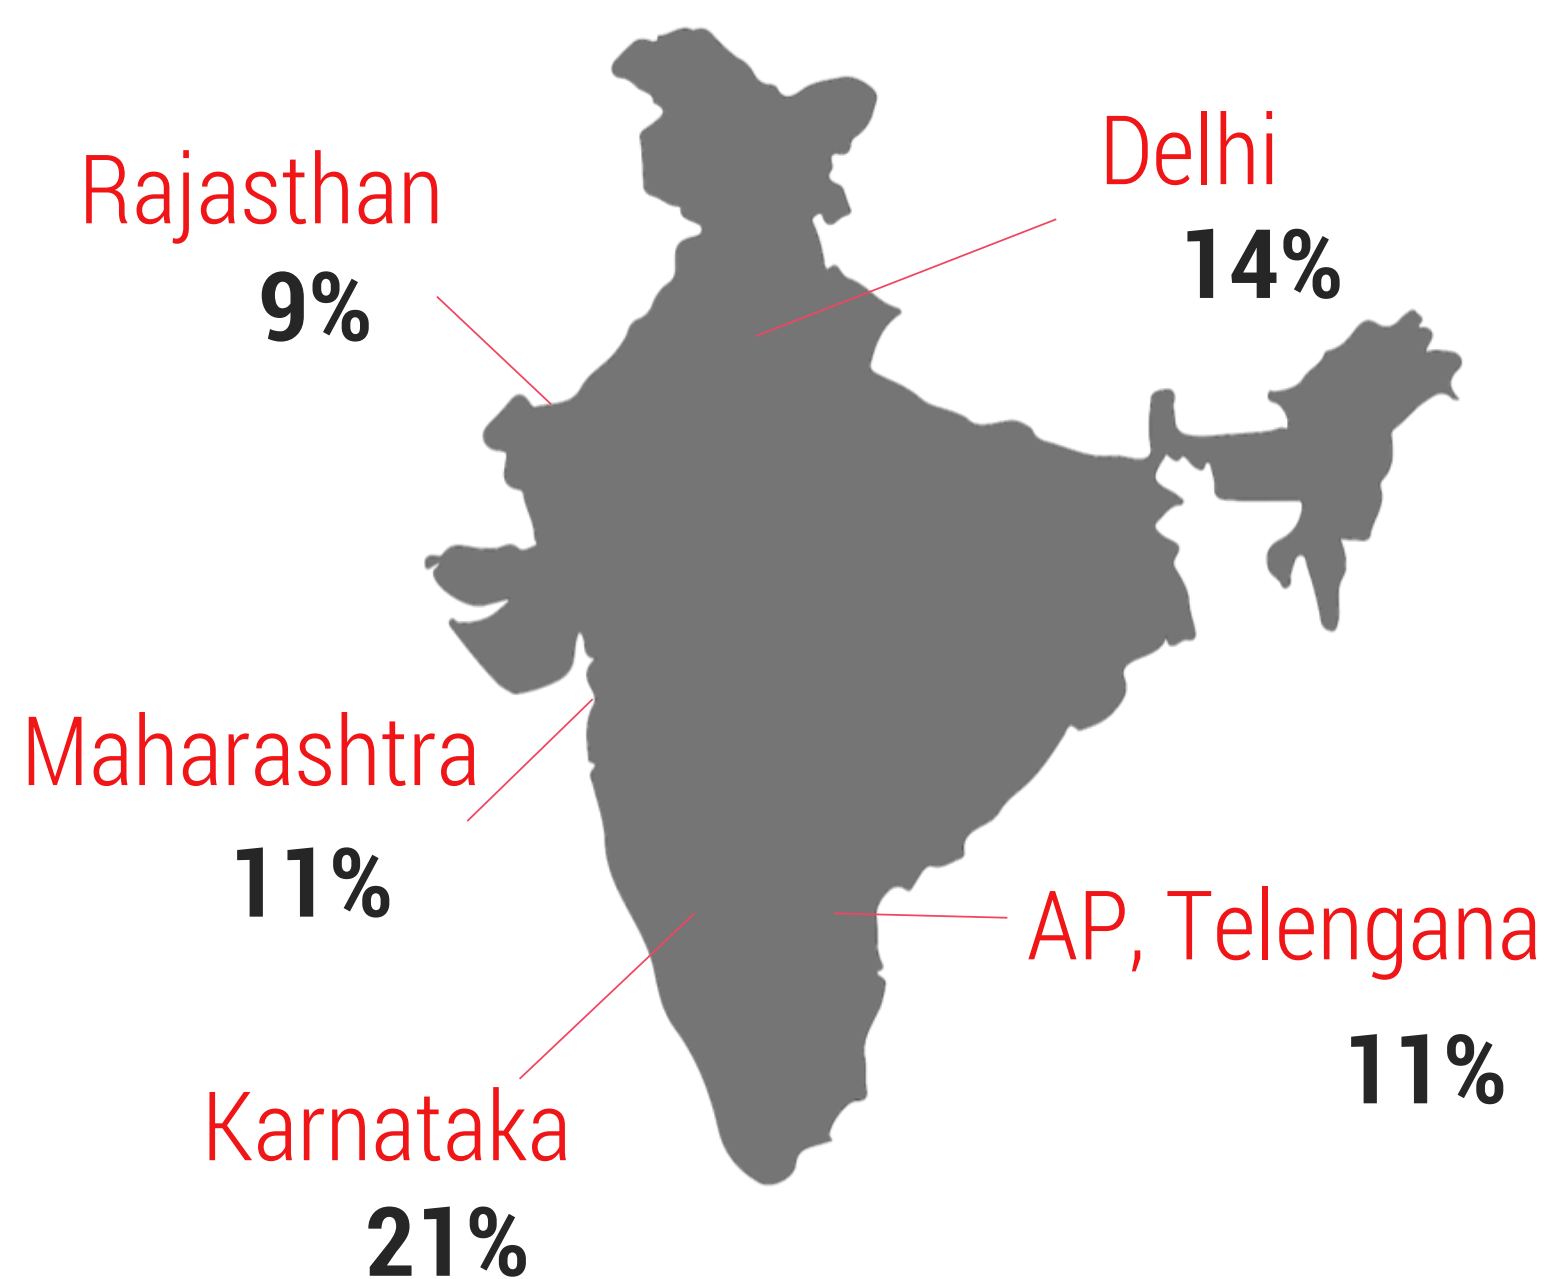 Delhi
14%
Rajasthan
9%
Maharashtra
11%
AP, Telengana
11%
Karnataka
21%